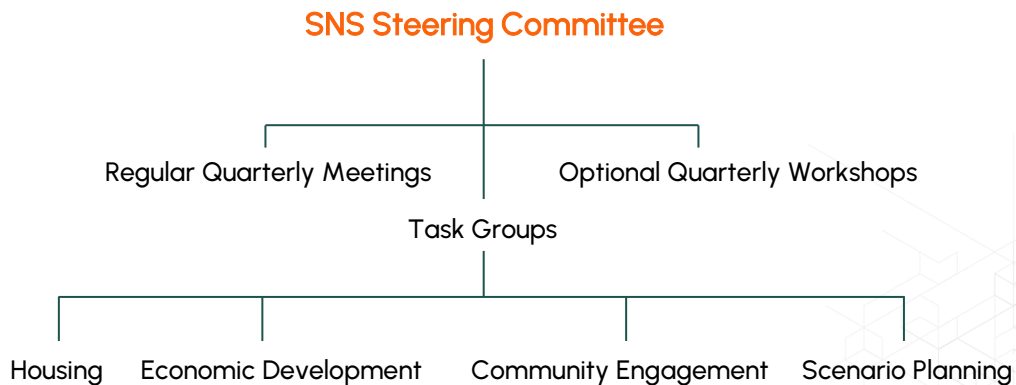 SNS Steering Committee
Regular Quarterly Meetings
Optional Quarterly Workshops
Task Groups
Housing
Economic Development
Community Engagement
Scenario Planning